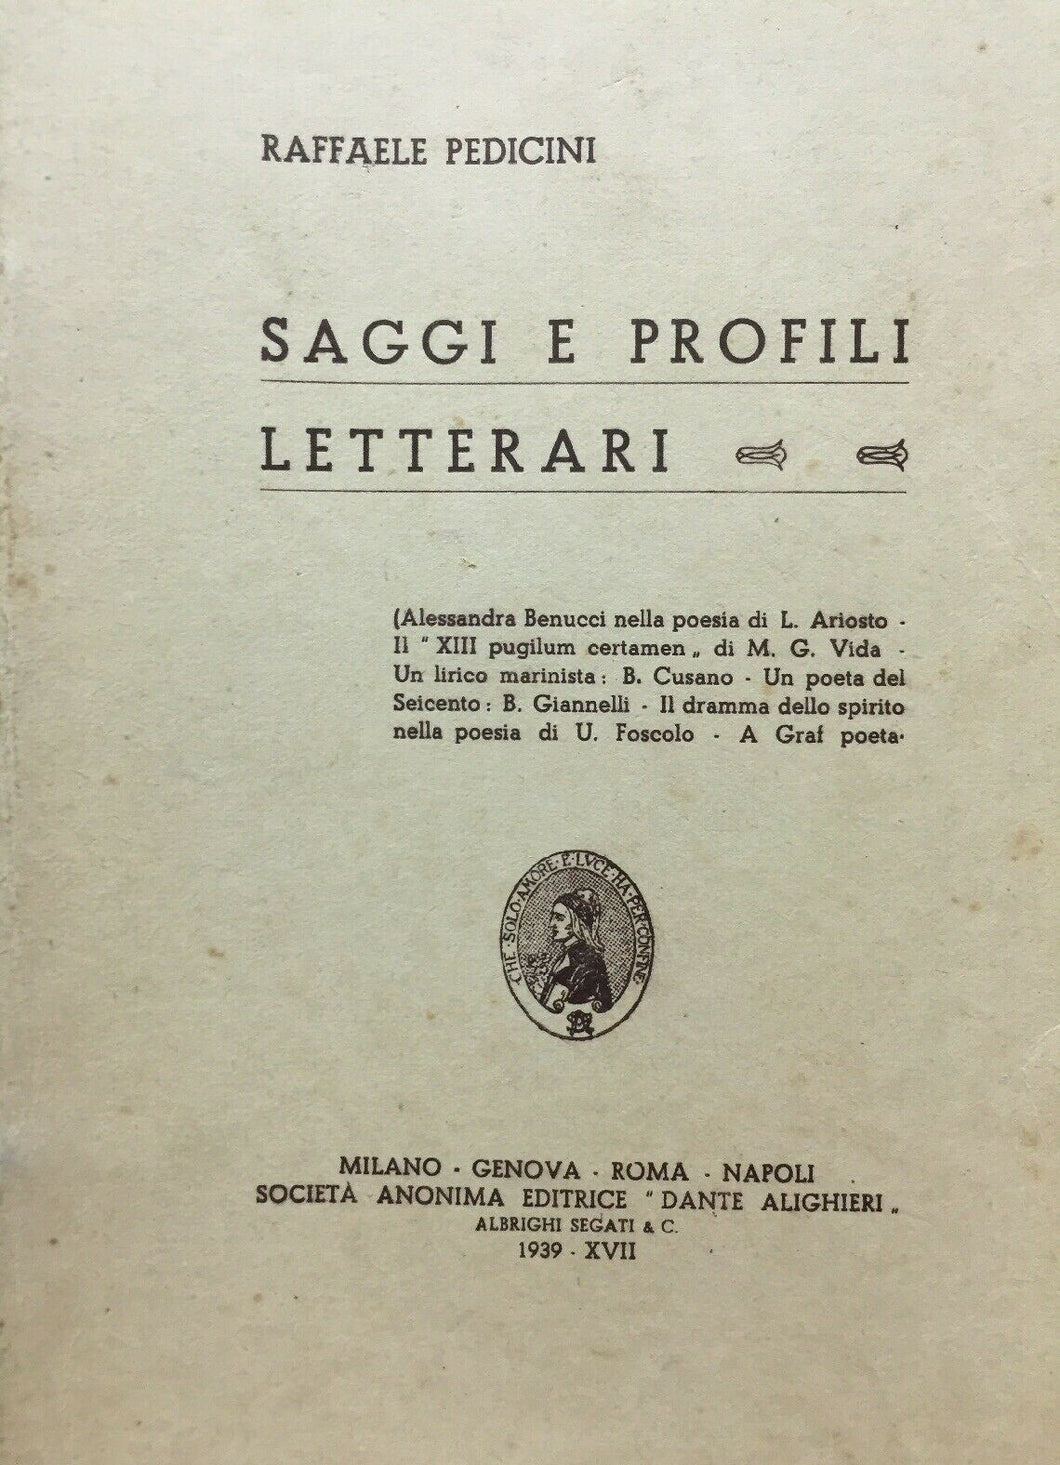 RAFFAELE PEDICINI
SAGGI E PROFILI
LETTERARI
(Alessandra Benucci nella poesia di L. Ariosto -
Il " XIII pugilum certamen „ di M. G. Vida -
Un lirico marinista: B. Cusano - Un poeta del
Seicento: B. Giannelli - Il dramma dello spirito
nella poesia di U. Foscolo - A Graf poeta·
CHE · SOLO · AMORE · E · LVCE · HA · PER · CONFINE ·
MILANO - GENOVA - ROMA - NAPOLI
SOCIETÀ ANONIMA EDITRICE " DANTE ALIGHIERI „
ALBRIGHI SEGATI & C.
1939 - XVII